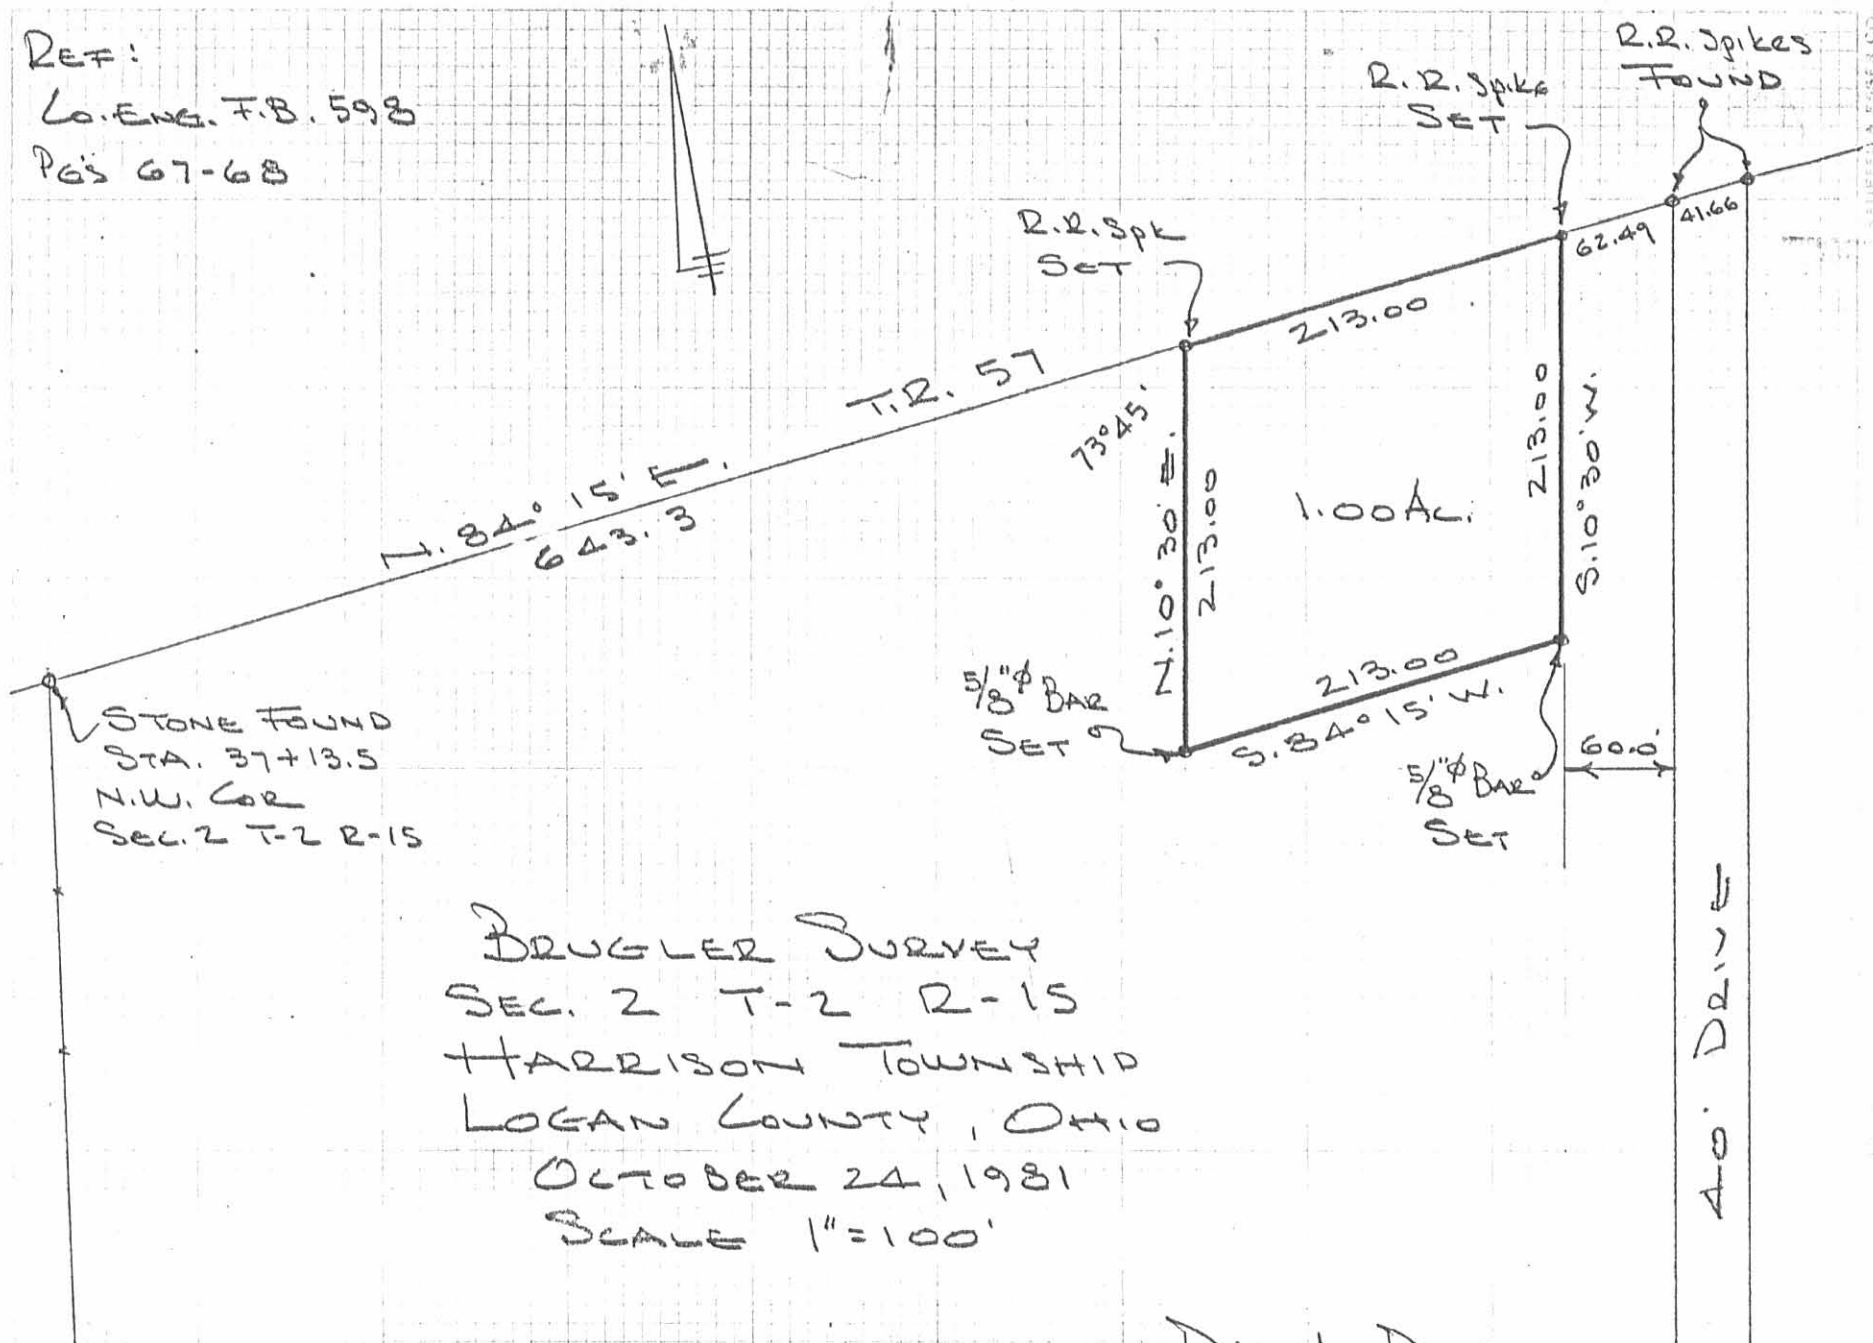 REF:
CO. ENG. F.B. 598
PG'S 67-68
R.R. Spikes
FOUND
R.R. Spike
SET
R.R. Spk
SET
62.49
41.66
213.00
T.R. 57
73°45'
N. 84° 15' E.
643.3
N. 10° 30' E.
213.00
1.00 Ac.
213.00
S. 10° 30' W.
213.00
S. 84° 15' W.
5/8"φ BAR
SET
5/8"φ BAR
SET
60.0'
STONE FOUND
STA. 37+13.5
N.W. COR
SEC. 2 T-2 R-15
40' DRIVE
BRUGLER SURVEY
SEC. 2 T-2 R-15
HARRISON TOWNSHIP
LOGAN COUNTY, OHIO
OCTOBER 24, 1981
SCALE 1"=100'